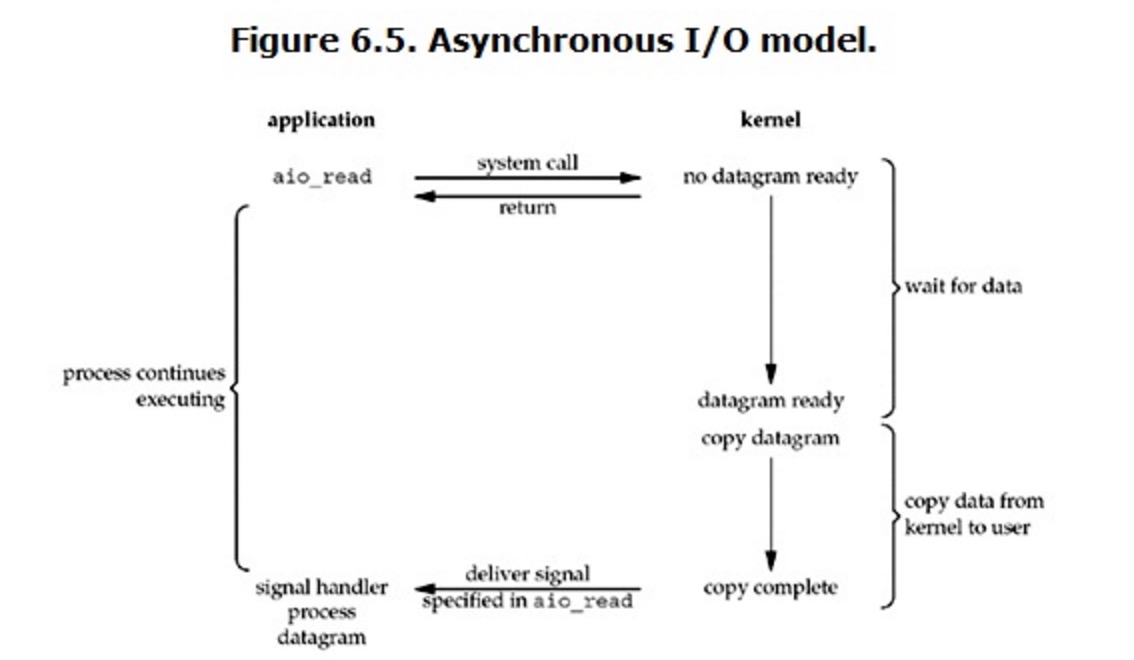 Figure 6.5. Asynchronous I/O model.
application
kernel
aio_read
system call
no datagram ready
return
wait for data
process continues
executing
datagram ready
copy datagram
copy data from
kernel to user
deliver signal
signal handler
copy complete
specified in aio_read
process
datagram